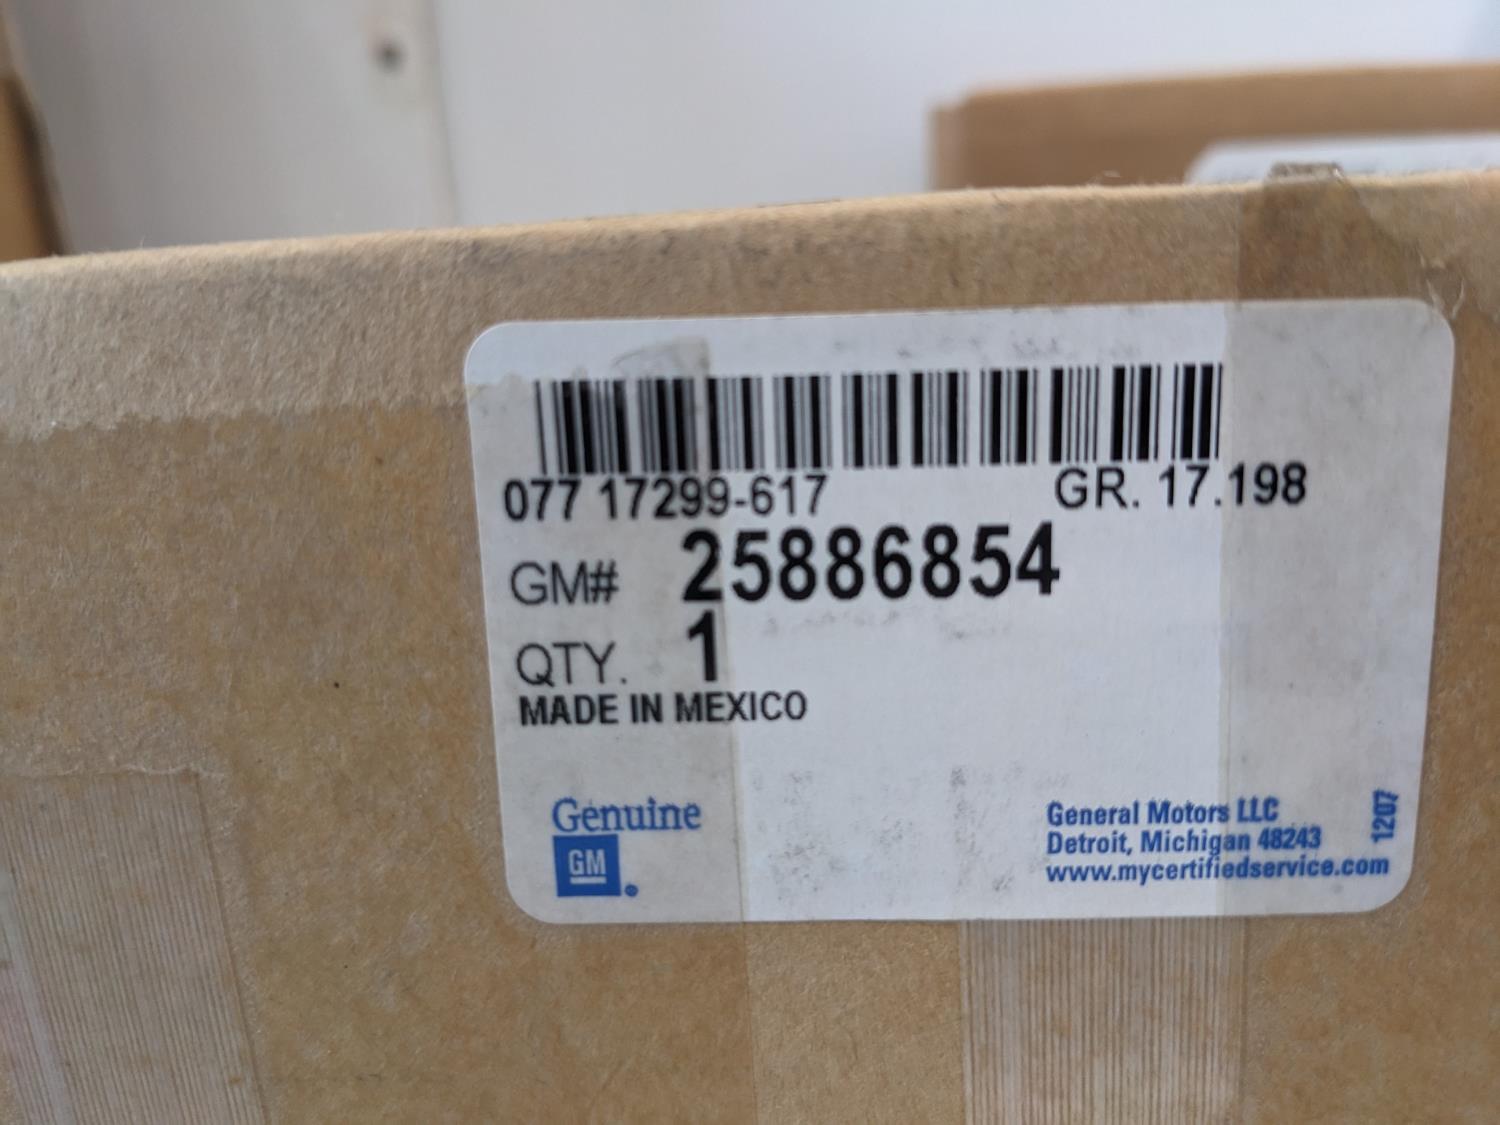 077 17299-617 GR. 17.198
GM# 25886854
QTY. 1
MADE IN MEXICO
Genuine
GM
General Motors LLC
Detroit, Michigan 48243
www.mycertifiedservice.com
1207